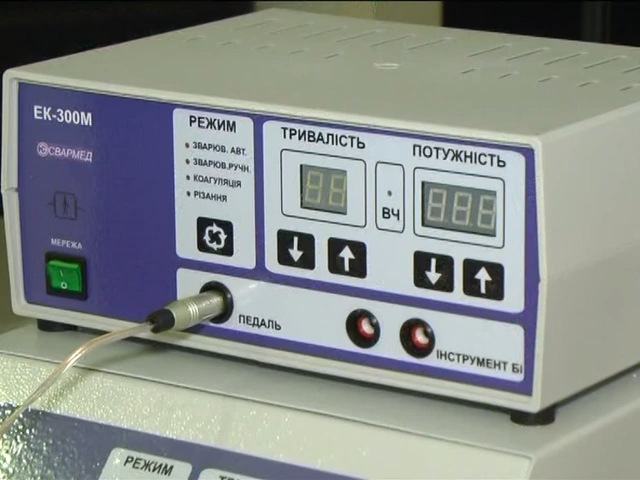 ЕК-300М
СВАРМЕД
МЕРЕЖА
РЕЖИМ
ЗВАРЮВ. АВТ.
ЗВАРЮВ.РУЧН.
КОАГУЛЯЦІЯ
РІЗАННЯ
ТРИВАЛІСТЬ
ВЧ
ПОТУЖНІСТЬ
ПЕДАЛЬ
ІНСТРУМЕНТ БІ
РЕЖИМ